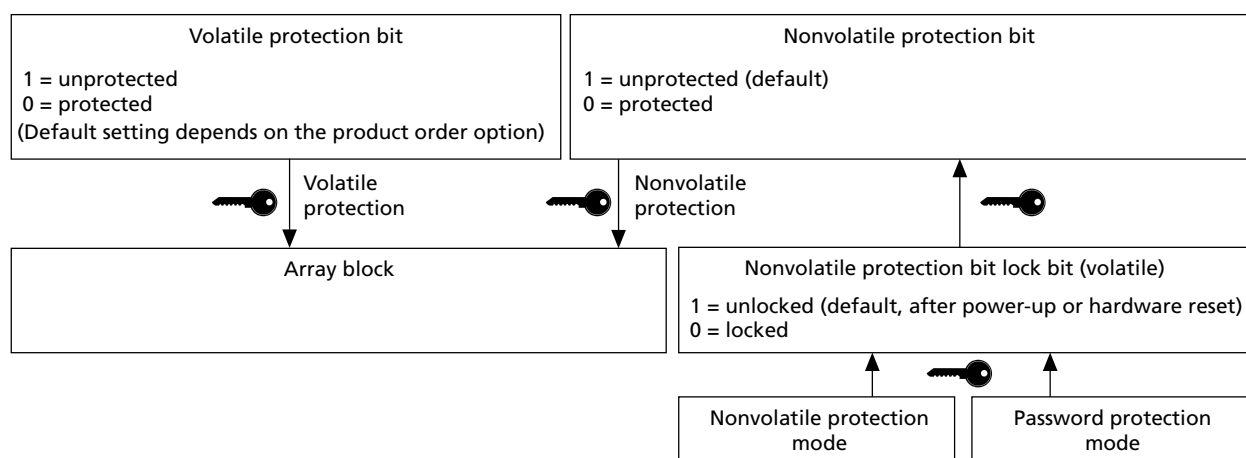 Volatile protection bit
1 = unprotected
0 = protected
(Default setting depends on the product order option)
Nonvolatile protection bit
1 = unprotected (default)
0 = protected
Volatile
protection
Nonvolatile
protection
Array block
Nonvolatile protection bit lock bit (volatile)
1 = unlocked (default, after power-up or hardware reset)
0 = locked
Nonvolatile protection
mode
Password protection
mode